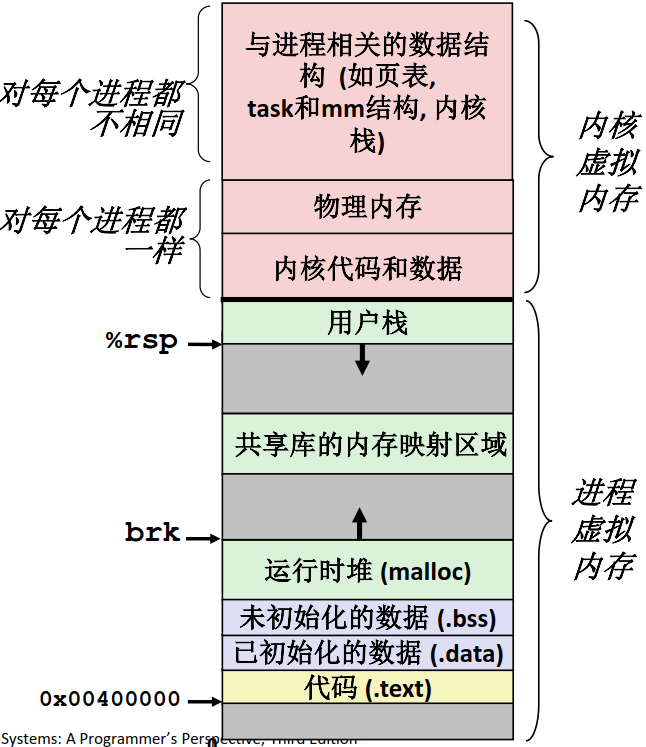 与进程相关的数据结
构 (如页表,
task和mm结构, 内核
栈)
对每个进程都
不相同
内核
虚拟
内存
物理内存
对每个进程都
一样
内核代码和数据
用户栈
%rsp
共享库的内存映射区域
进程
虚拟
内存
brk
运行时堆 (malloc)
未初始化的数据 (.bss)
已初始化的数据 (.data)
代码 (.text)
0x00400000
Systems: A Programmer's Perspective, Third Edition